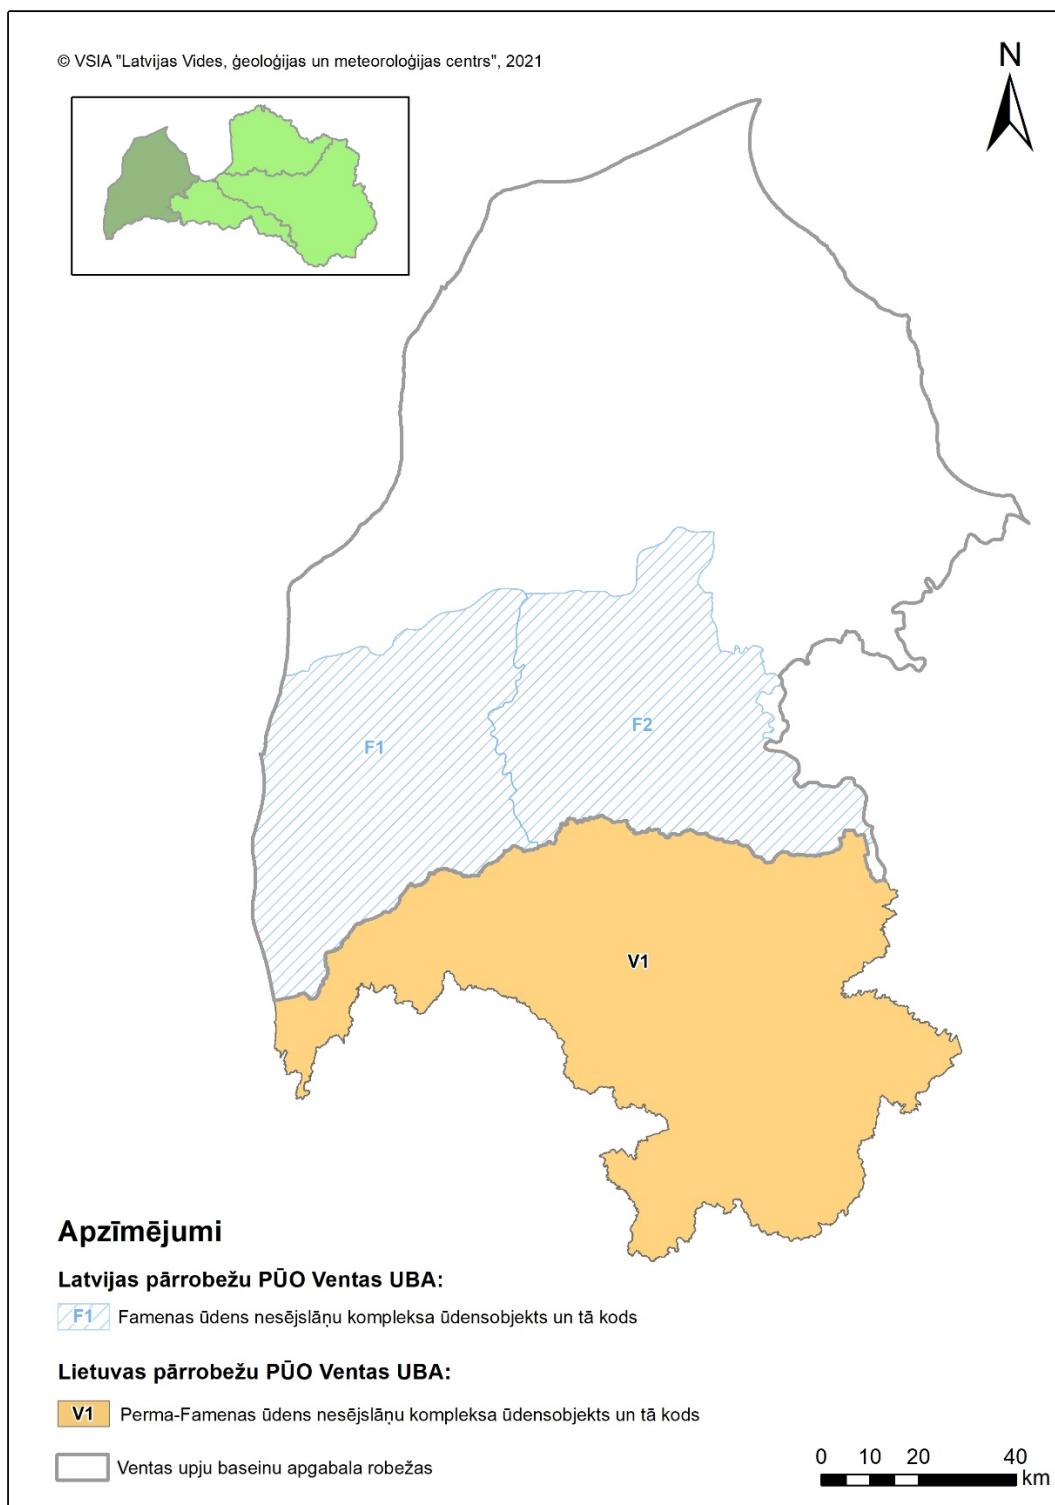 © VSIA "Latvijas Vides, ģeoloģijas un meteoroloģijas centrs", 2021
N
F1
F2
V1
Apzīmējumi
Latvijas pārrobežu PŪO Ventas UBA:
F1 Famenas ūdens nesējslāņu kompleksa ūdensobjekts un tā kods
Lietuvas pārrobežu PŪO Ventas UBA:
V1 Perma-Famenas ūdens nesējslāņu kompleksa ūdensobjekts un tā kods
Ventas upju baseinu apgabala robežas
0 10 20 40
km